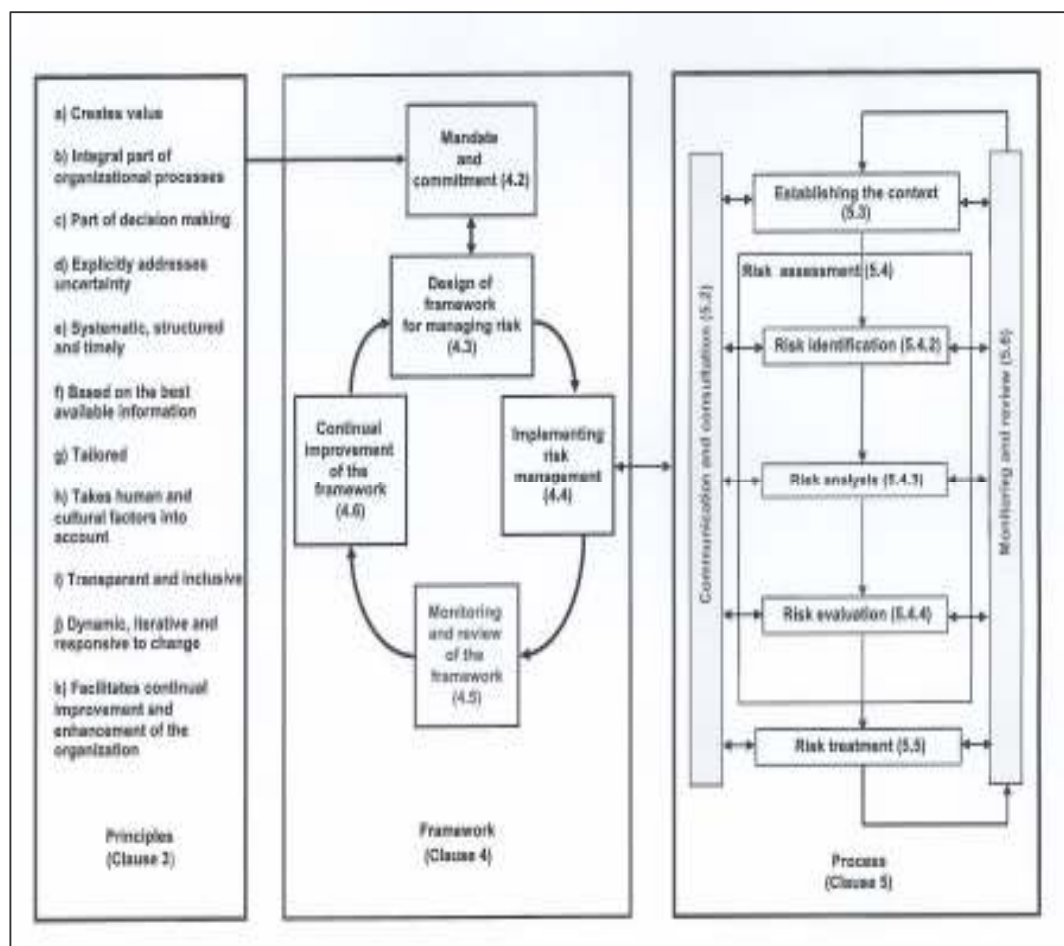 a) Creates value
b) Integral part of
organizational processes
c) Part of decision making
d) Explicitly addresses
uncertainty
e) Systematic, structured
and timely
f) Based on the best
available information
g) Tailored
h) Takes human and
cultural factors into
account
i) Transparent and inclusive
j) Dynamic, iterative and
responsive to change
k) Facilitates continual
improvement and
enhancement of the
organization
Principles
(Clause 3)
Mandate
and
commitment (4.2)
Design of
framework
for managing risk
(4.3)
Continual
improvement
of the
framework
(4.6)
Implementing
risk
management
(4.4)
Monitoring
and review
of the
framework
(4.5)
Framework
(Clause 4)
Communication and consultation (5.2)
Establishing the context
(5.3)
Risk assessment (5.4)
Risk identification (5.4.2)
Risk analysis (5.4.3)
Risk evaluation (5.4.4)
Risk treatment (5.5)
Monitoring and review (5.6)
Process
(Clause 5)